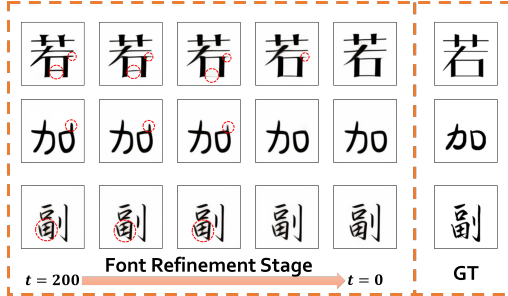 若 若 若 若 若 若
加 加 加 加 加 加
副 副 副 副 副 副
Font Refinement Stage
t = 200 t = 0 GT